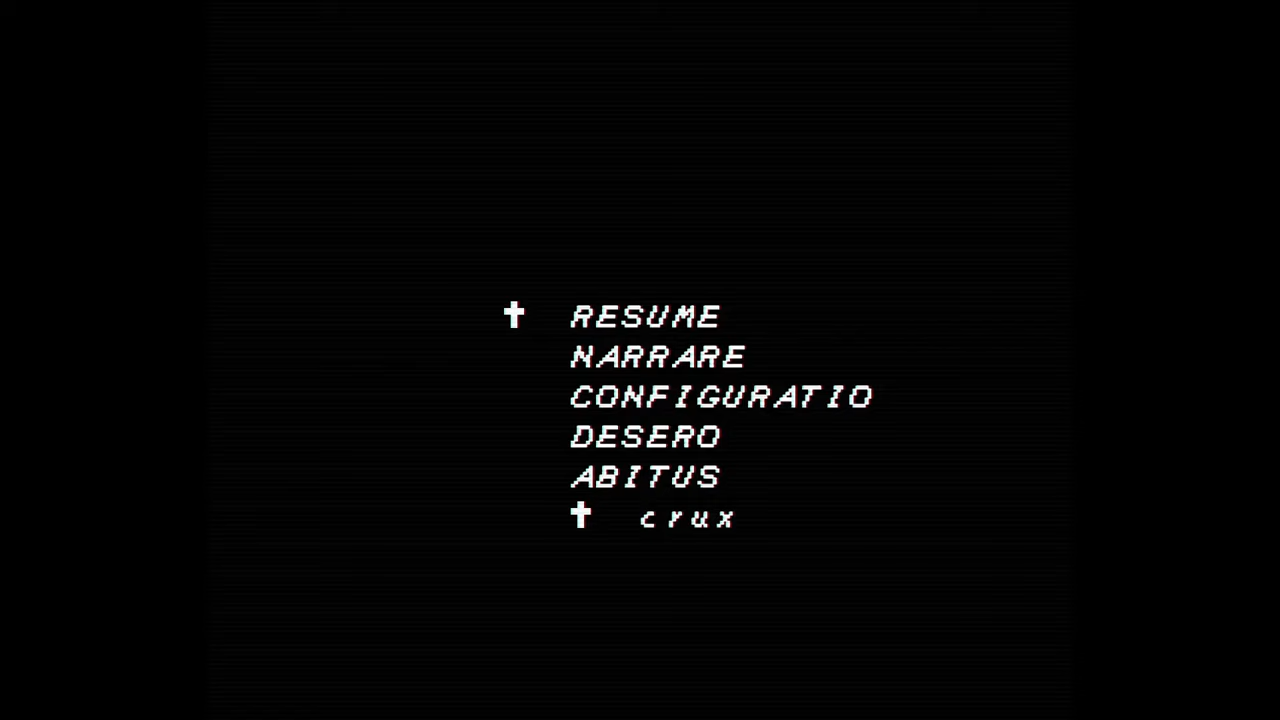 ✝ RESUME
NARRARE
CONFIGURATIO
DESERO
ABITUS
✝ crux